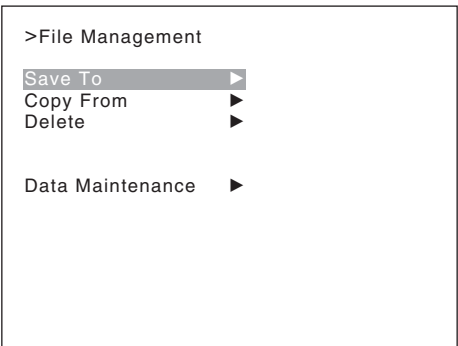 >File Management
Save To ▶
Copy From ▶
Delete ▶
Data Maintenance ▶